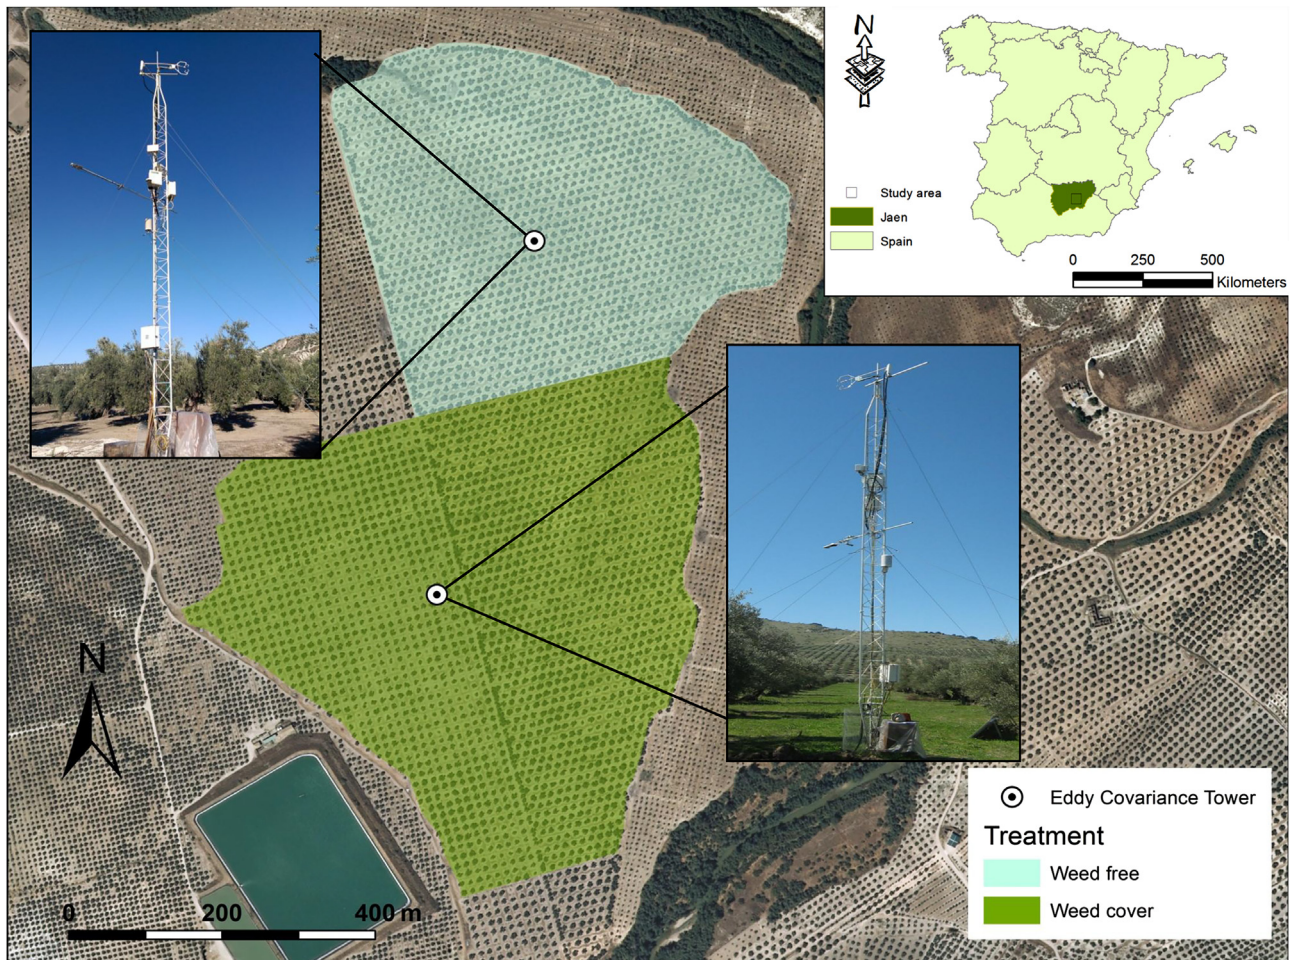 N
Study area
Jaen
Spain
0 250 500
Kilometers
N
0 200 400 m
Eddy Covariance Tower
Treatment
Weed free
Weed cover